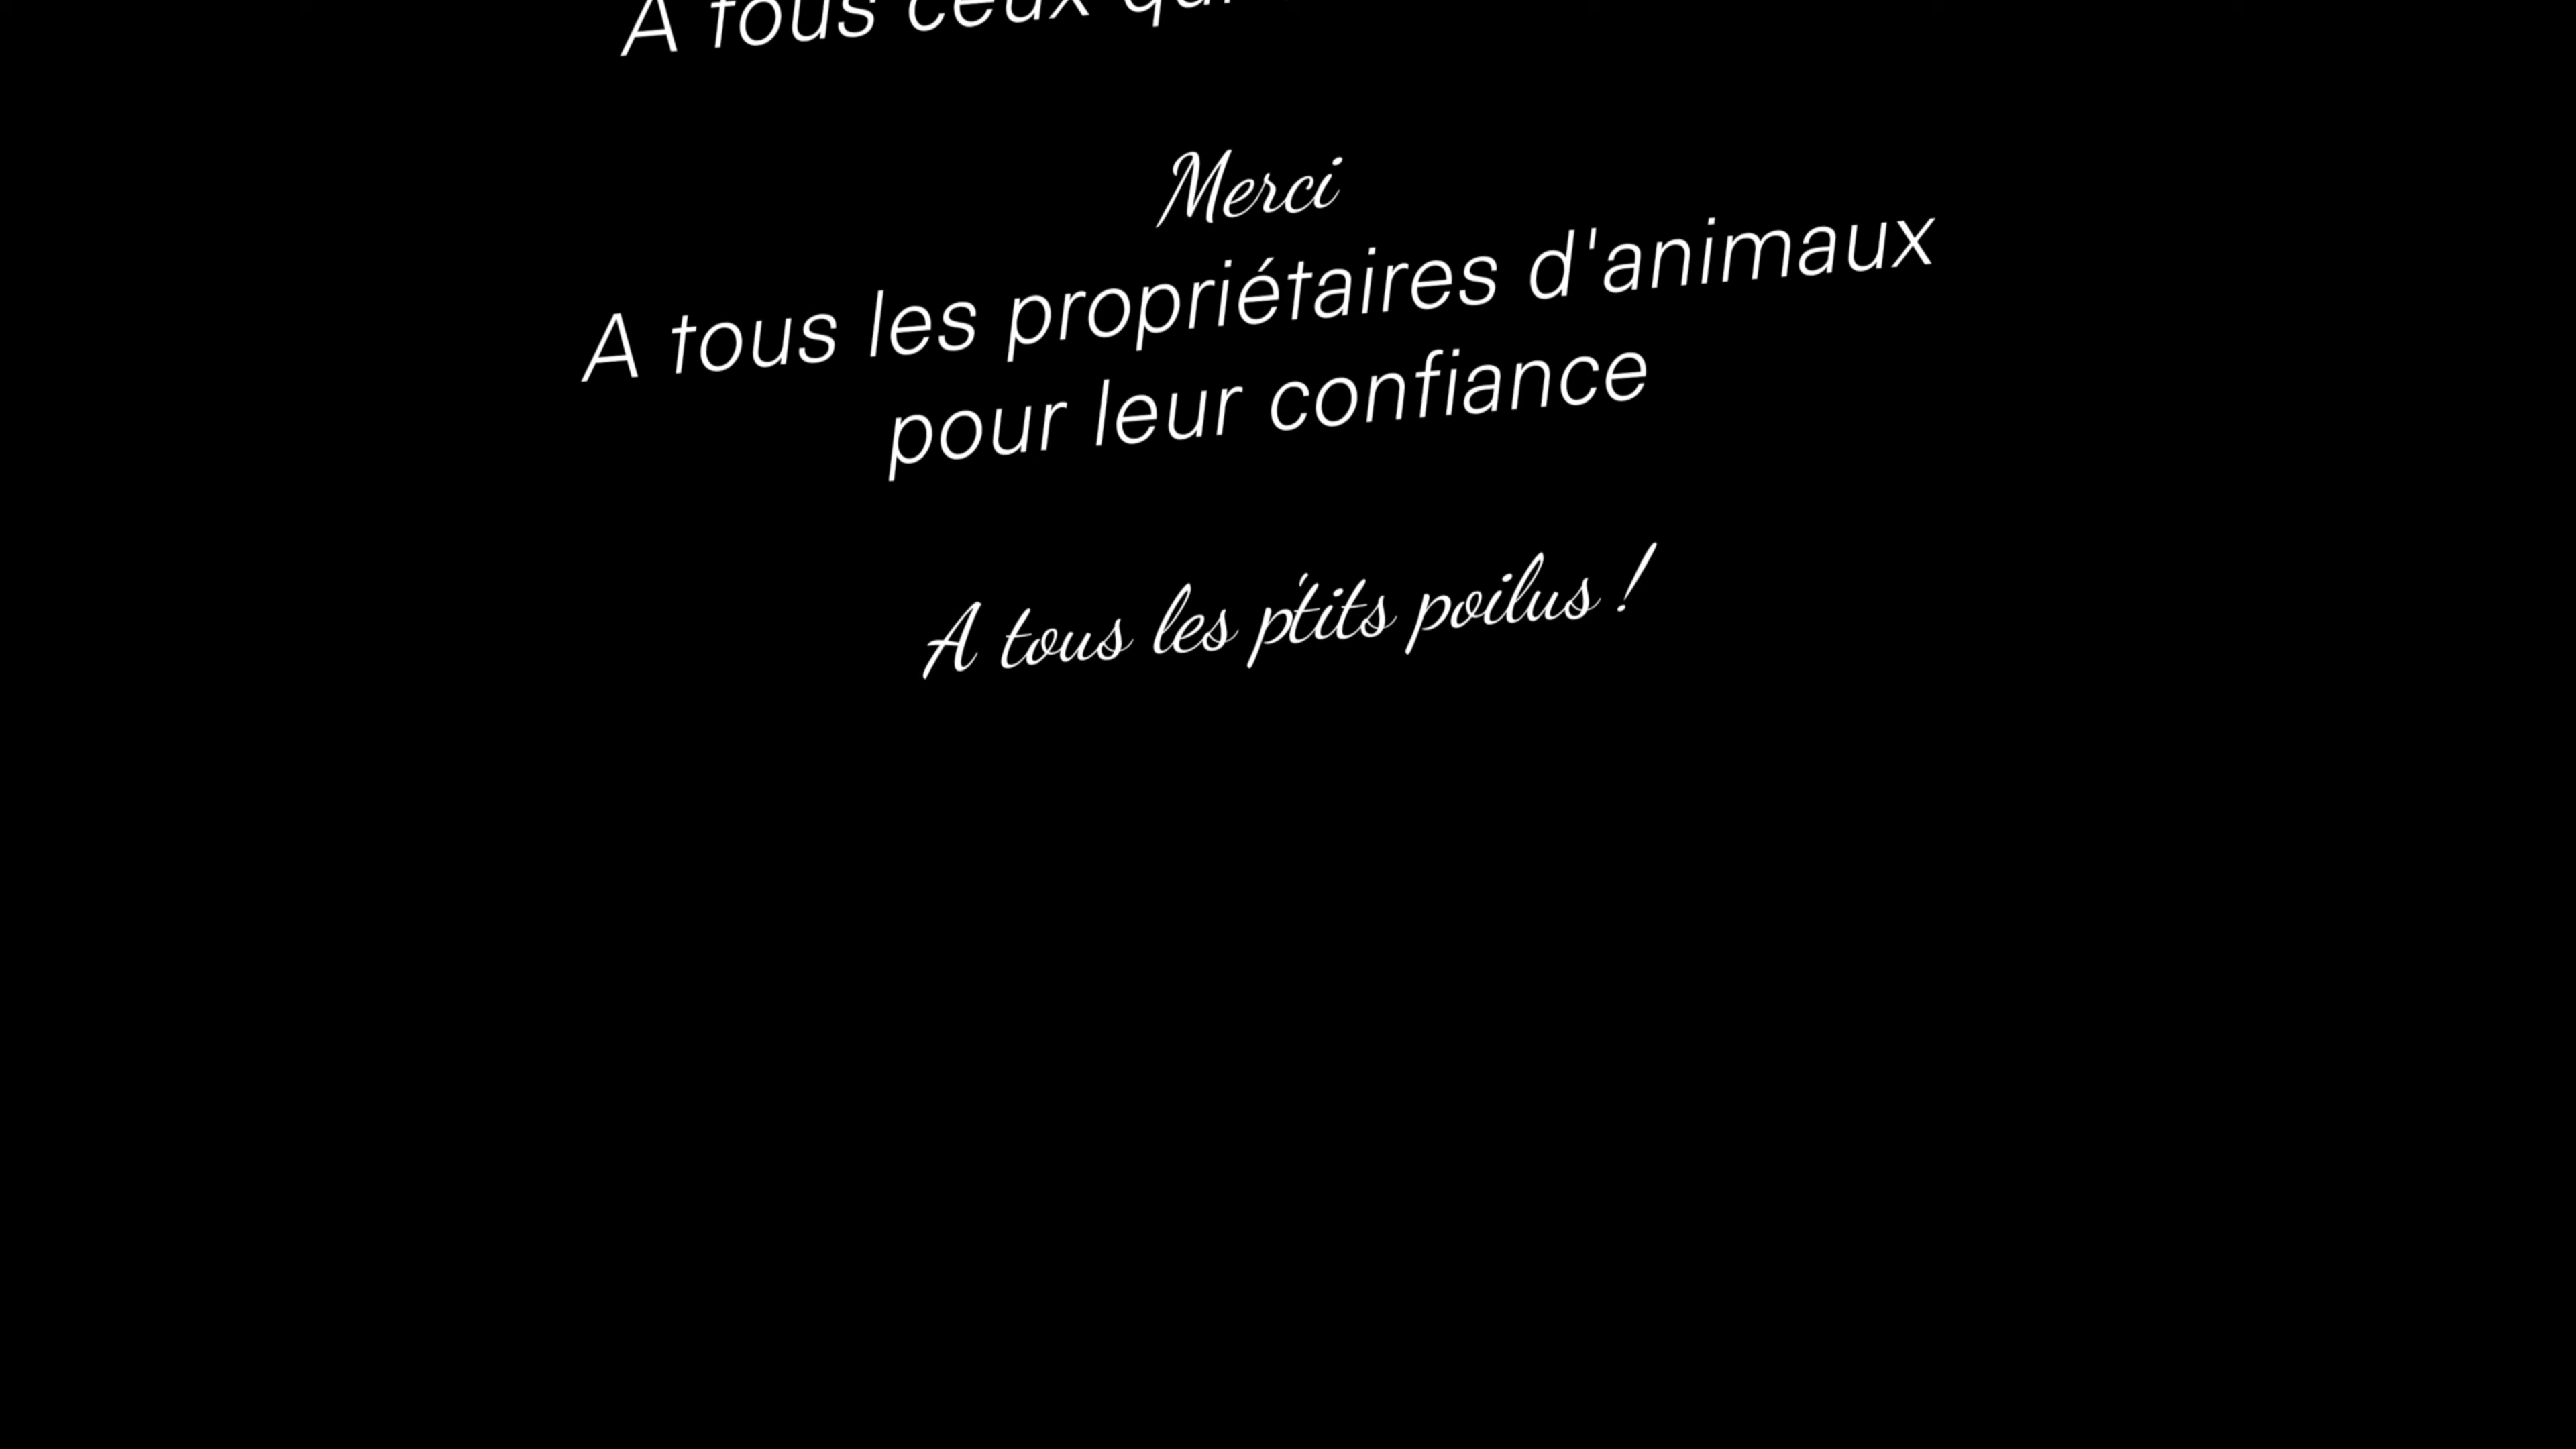 A tous ceux
Merci
A tous les propriétaires d'animaux
pour leur confiance
A tous les p'tits poilus !